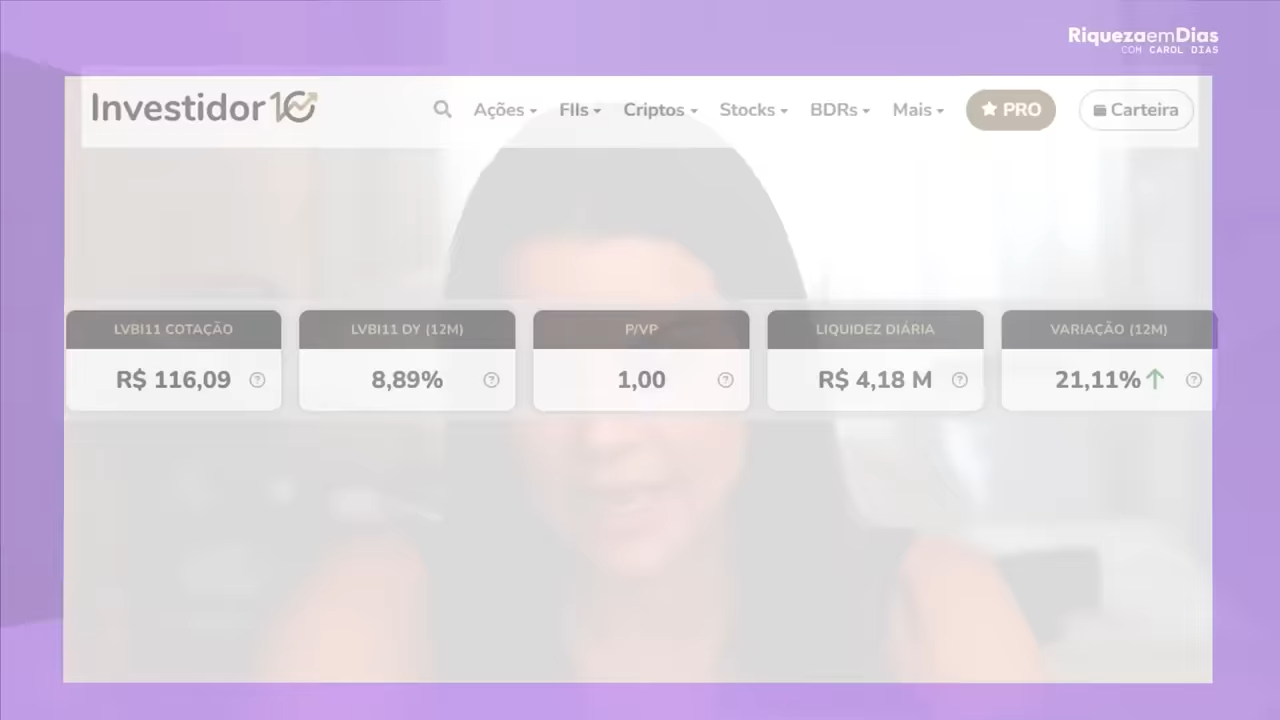 RiquezaemDias
COM CAROL DIAS
Investidor10
Ações FIIs Criptos Stocks BDRs Mais PRO Carteira
LVBI11 COTAÇÃO LVBI11 DY (12M) P/VP LIQUIDEZ DIÁRIA VARIAÇÃO (12M)
R$ 116,09 8,89% 1,00 R$ 4,18 M 21,11%